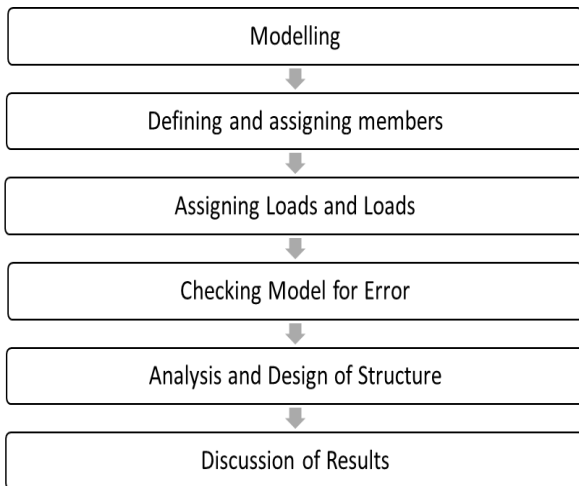 Modelling
Defining and assigning members
Assigning Loads and Loads
Checking Model for Error
Analysis and Design of Structure
Discussion of Results